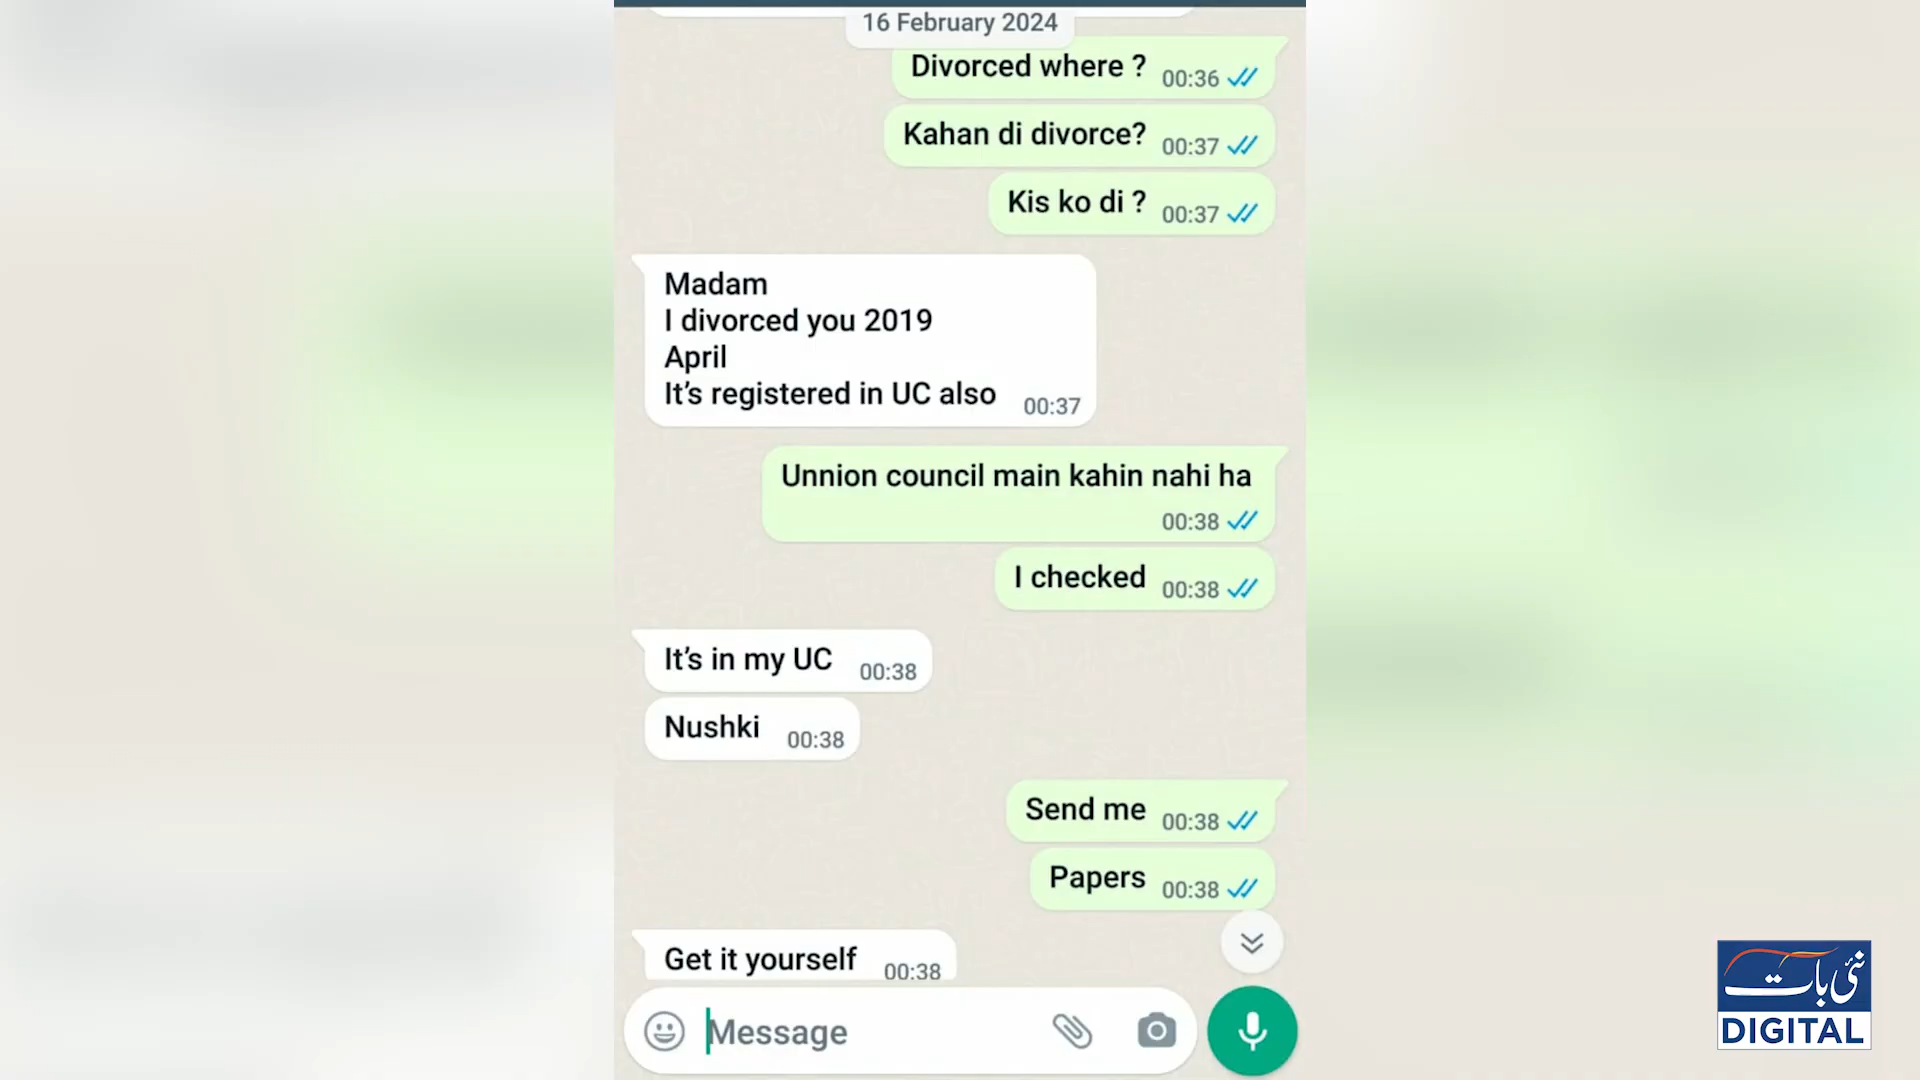 16 February 2024
Divorced where ? 00:36
Kahan di divorce? 00:37
Kis ko di ? 00:37
Madam
I divorced you 2019
April
It's registered in UC also 00:37
Unnion council main kahin nahi ha
00:38
I checked 00:38
It's in my UC 00:38
Nushki 00:38
Send me 00:38
Papers 00:38
Get it yourself 00:38
Message
نئی بات
DIGITAL